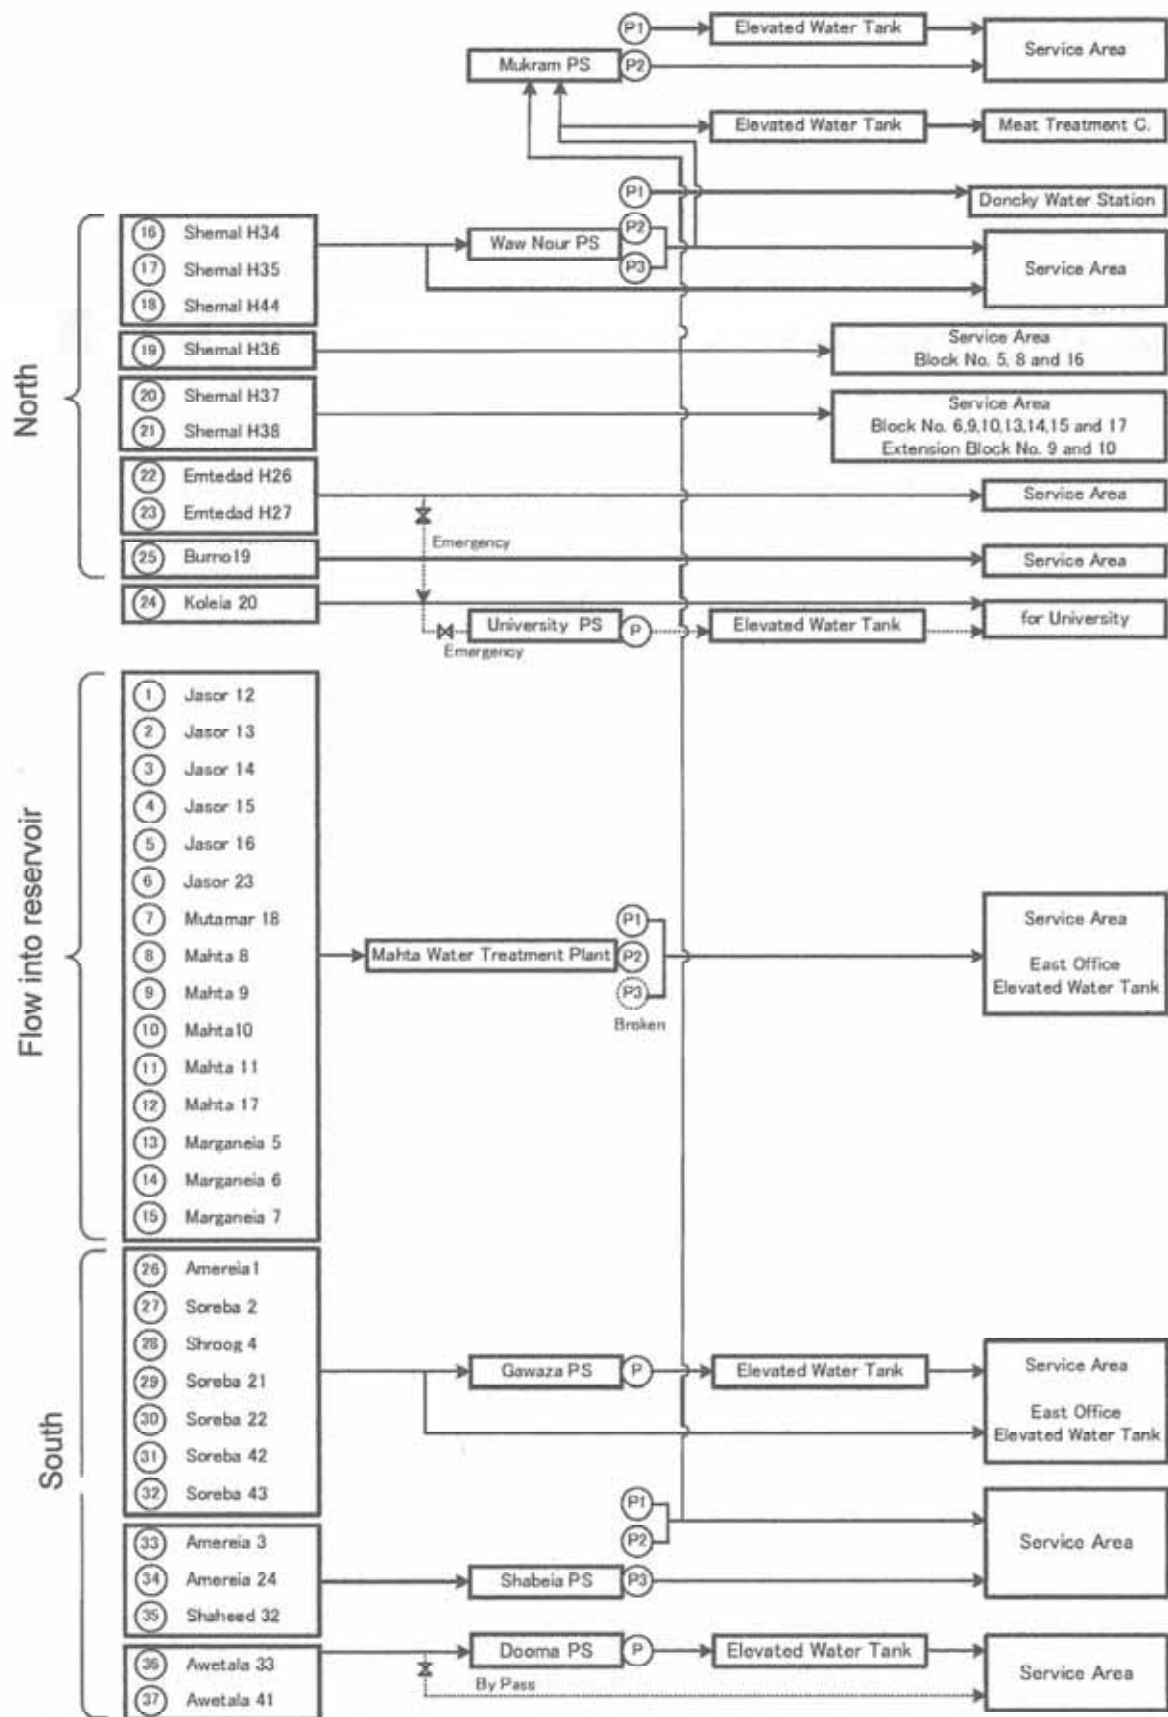 P1
Elevated Water Tank
Service Area
Mukram PS
P2
Elevated Water Tank
Meat Treatment C.
P1
Doncky Water Station
North
16 Shemal H34
17 Shemal H35
18 Shemal H44
Waw Nour PS
P2
P3
Service Area
19 Shemal H36
Service Area
Block No. 5, 8 and 16
20 Shemal H37
21 Shemal H38
Service Area
Block No. 6,9,10,13,14,15 and 17
Extension Block No. 9 and 10
22 Emtedad H26
23 Emtedad H27
Service Area
Emergency
25 Burno19
Service Area
24 Koleia 20
for University
University PS
P
Elevated Water Tank
Emergency
Flow into reservoir
1 Jasor 12
2 Jasor 13
3 Jasor 14
4 Jasor 15
5 Jasor 16
6 Jasor 23
7 Mutamar 18
8 Mahta 8
9 Mahta 9
10 Mahta10
11 Mahta 11
12 Mahta 17
13 Marganeia 5
14 Marganeia 6
15 Marganeia 7
Mahta Water Treatment Plant
P1
P2
P3
Broken
Service Area
East Office
Elevated Water Tank
South
26 Amereia1
27 Soreba 2
28 Shroog 4
29 Soreba 21
30 Soreba 22
31 Soreba 42
32 Soreba 43
Gawaza PS
P
Elevated Water Tank
Service Area
East Office
Elevated Water Tank
33 Amereia 3
34 Amereia 24
35 Shaheed 32
P1
P2
Shabeia PS
P3
Service Area
36 Awetala 33
37 Awetala 41
Dooma PS
P
Elevated Water Tank
By Pass
Service Area